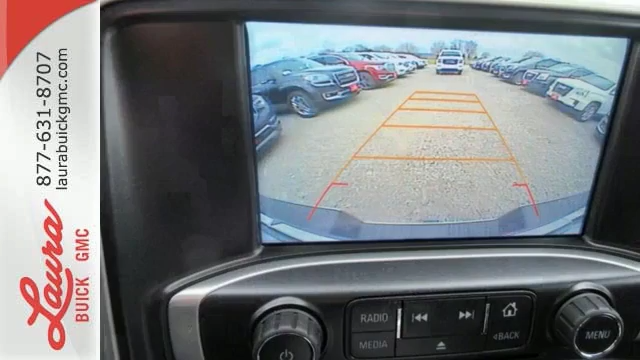 877-631-8707
laurabuickgmc.com
Laura
BUICK GMC
RADIO
MEDIA
<BACK
MENU